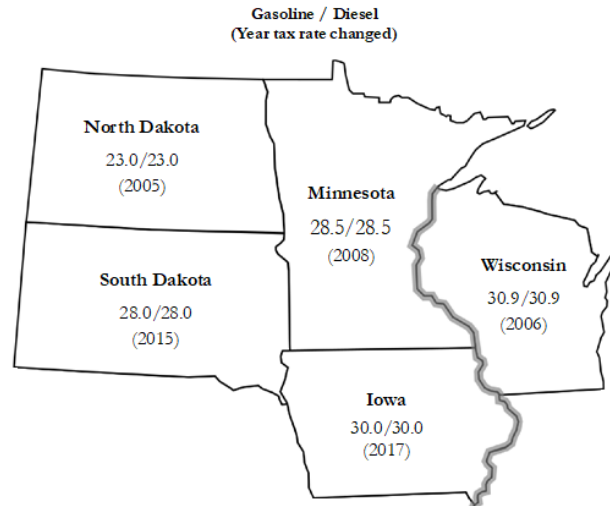 Gasoline / Diesel
(Year tax rate changed)
North Dakota
23.0/23.0
(2005)
Minnesota
28.5/28.5
(2008)
South Dakota
28.0/28.0
(2015)
Wisconsin
30.9/30.9
(2006)
Iowa
30.0/30.0
(2017)